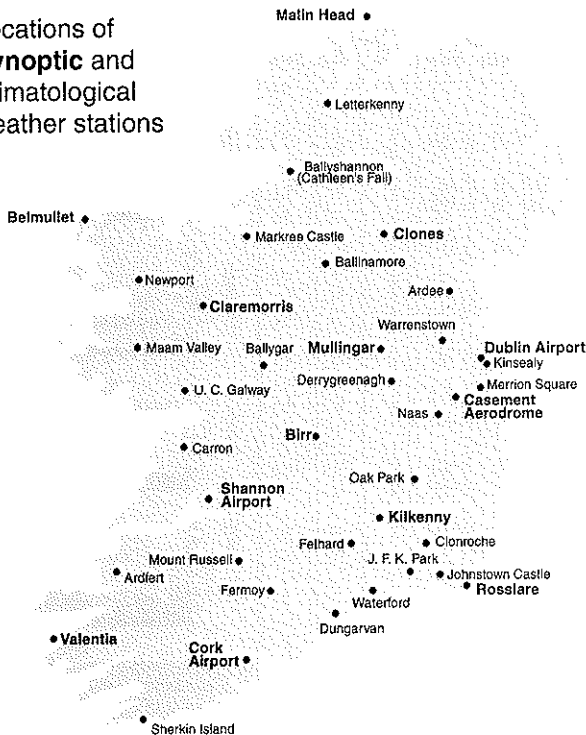 ocations of
ynoptic and
imatological
eather stations
Malin Head
Letterkenny
Ballyshannon
(Cathleen's Fall)
Belmullet
Markree Castle
Clones
Ballinamore
Newport
Ardee
Claremorris
Warrenstown
Maam Valley
Ballygar
Mullingar
Dublin Airport
Kinsealy
Derrygreenagh
Merrion Square
U. C. Galway
Casement
Aerodrome
Naas
Birr
Carron
Oak Park
Shannon
Airport
Kilkenny
Felhard
Clonroche
Mount Russell
J. F. K. Park
Ardfert
Johnstown Castle
Rosslare
Fermoy
Waterford
Dungarvan
Valentia
Cork
Airport
Sherkin Island